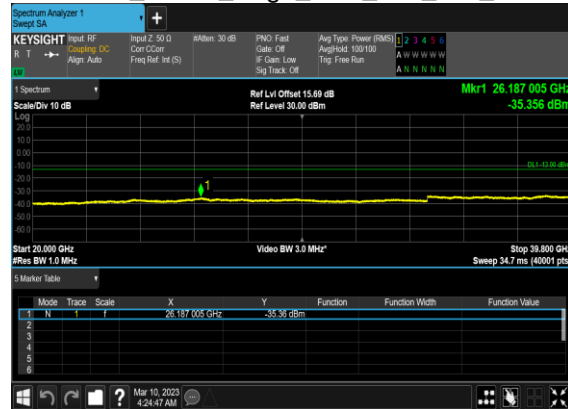 Spectrum Analyzer 1
Swept SA
+
KEYSIGHT Input: RF Input Z: 50 Ω #Atten: 30 dB PNO: Fast Avg Type: Power (RMS) 1 2 3 4 5 6
R T Coupling: DC Corr CCorr Gate: Off Avg|Hold: 100/100 A W W W W W
Align: Auto Freq Ref: Int (S) IF Gain: Low Trig: Free Run
LW Sig Track: Off A N N N N N
1 Spectrum Ref Lvl Offset 15.69 dB Mkr1 26.187 005 GHz
Scale/Div 10 dB Ref Level 30.00 dBm -35.356 dBm
Log
20.0
10.0
0.00
-10.0 DL1 -13.00 dBm
-20.0
-30.0 1
-40.0
-50.0
-60.0
Start 20.000 GHz Video BW 3.0 MHz* Stop 39.800 GHz
#Res BW 1.0 MHz Sweep 34.7 ms (40001 pts)
5 Marker Table
Mode Trace Scale X Y Function Function Width Function Value
1 N 1 f 26.187 005 GHz -35.36 dBm
2
3
4
5
6
? Mar 10, 2023
4:24:47 AM